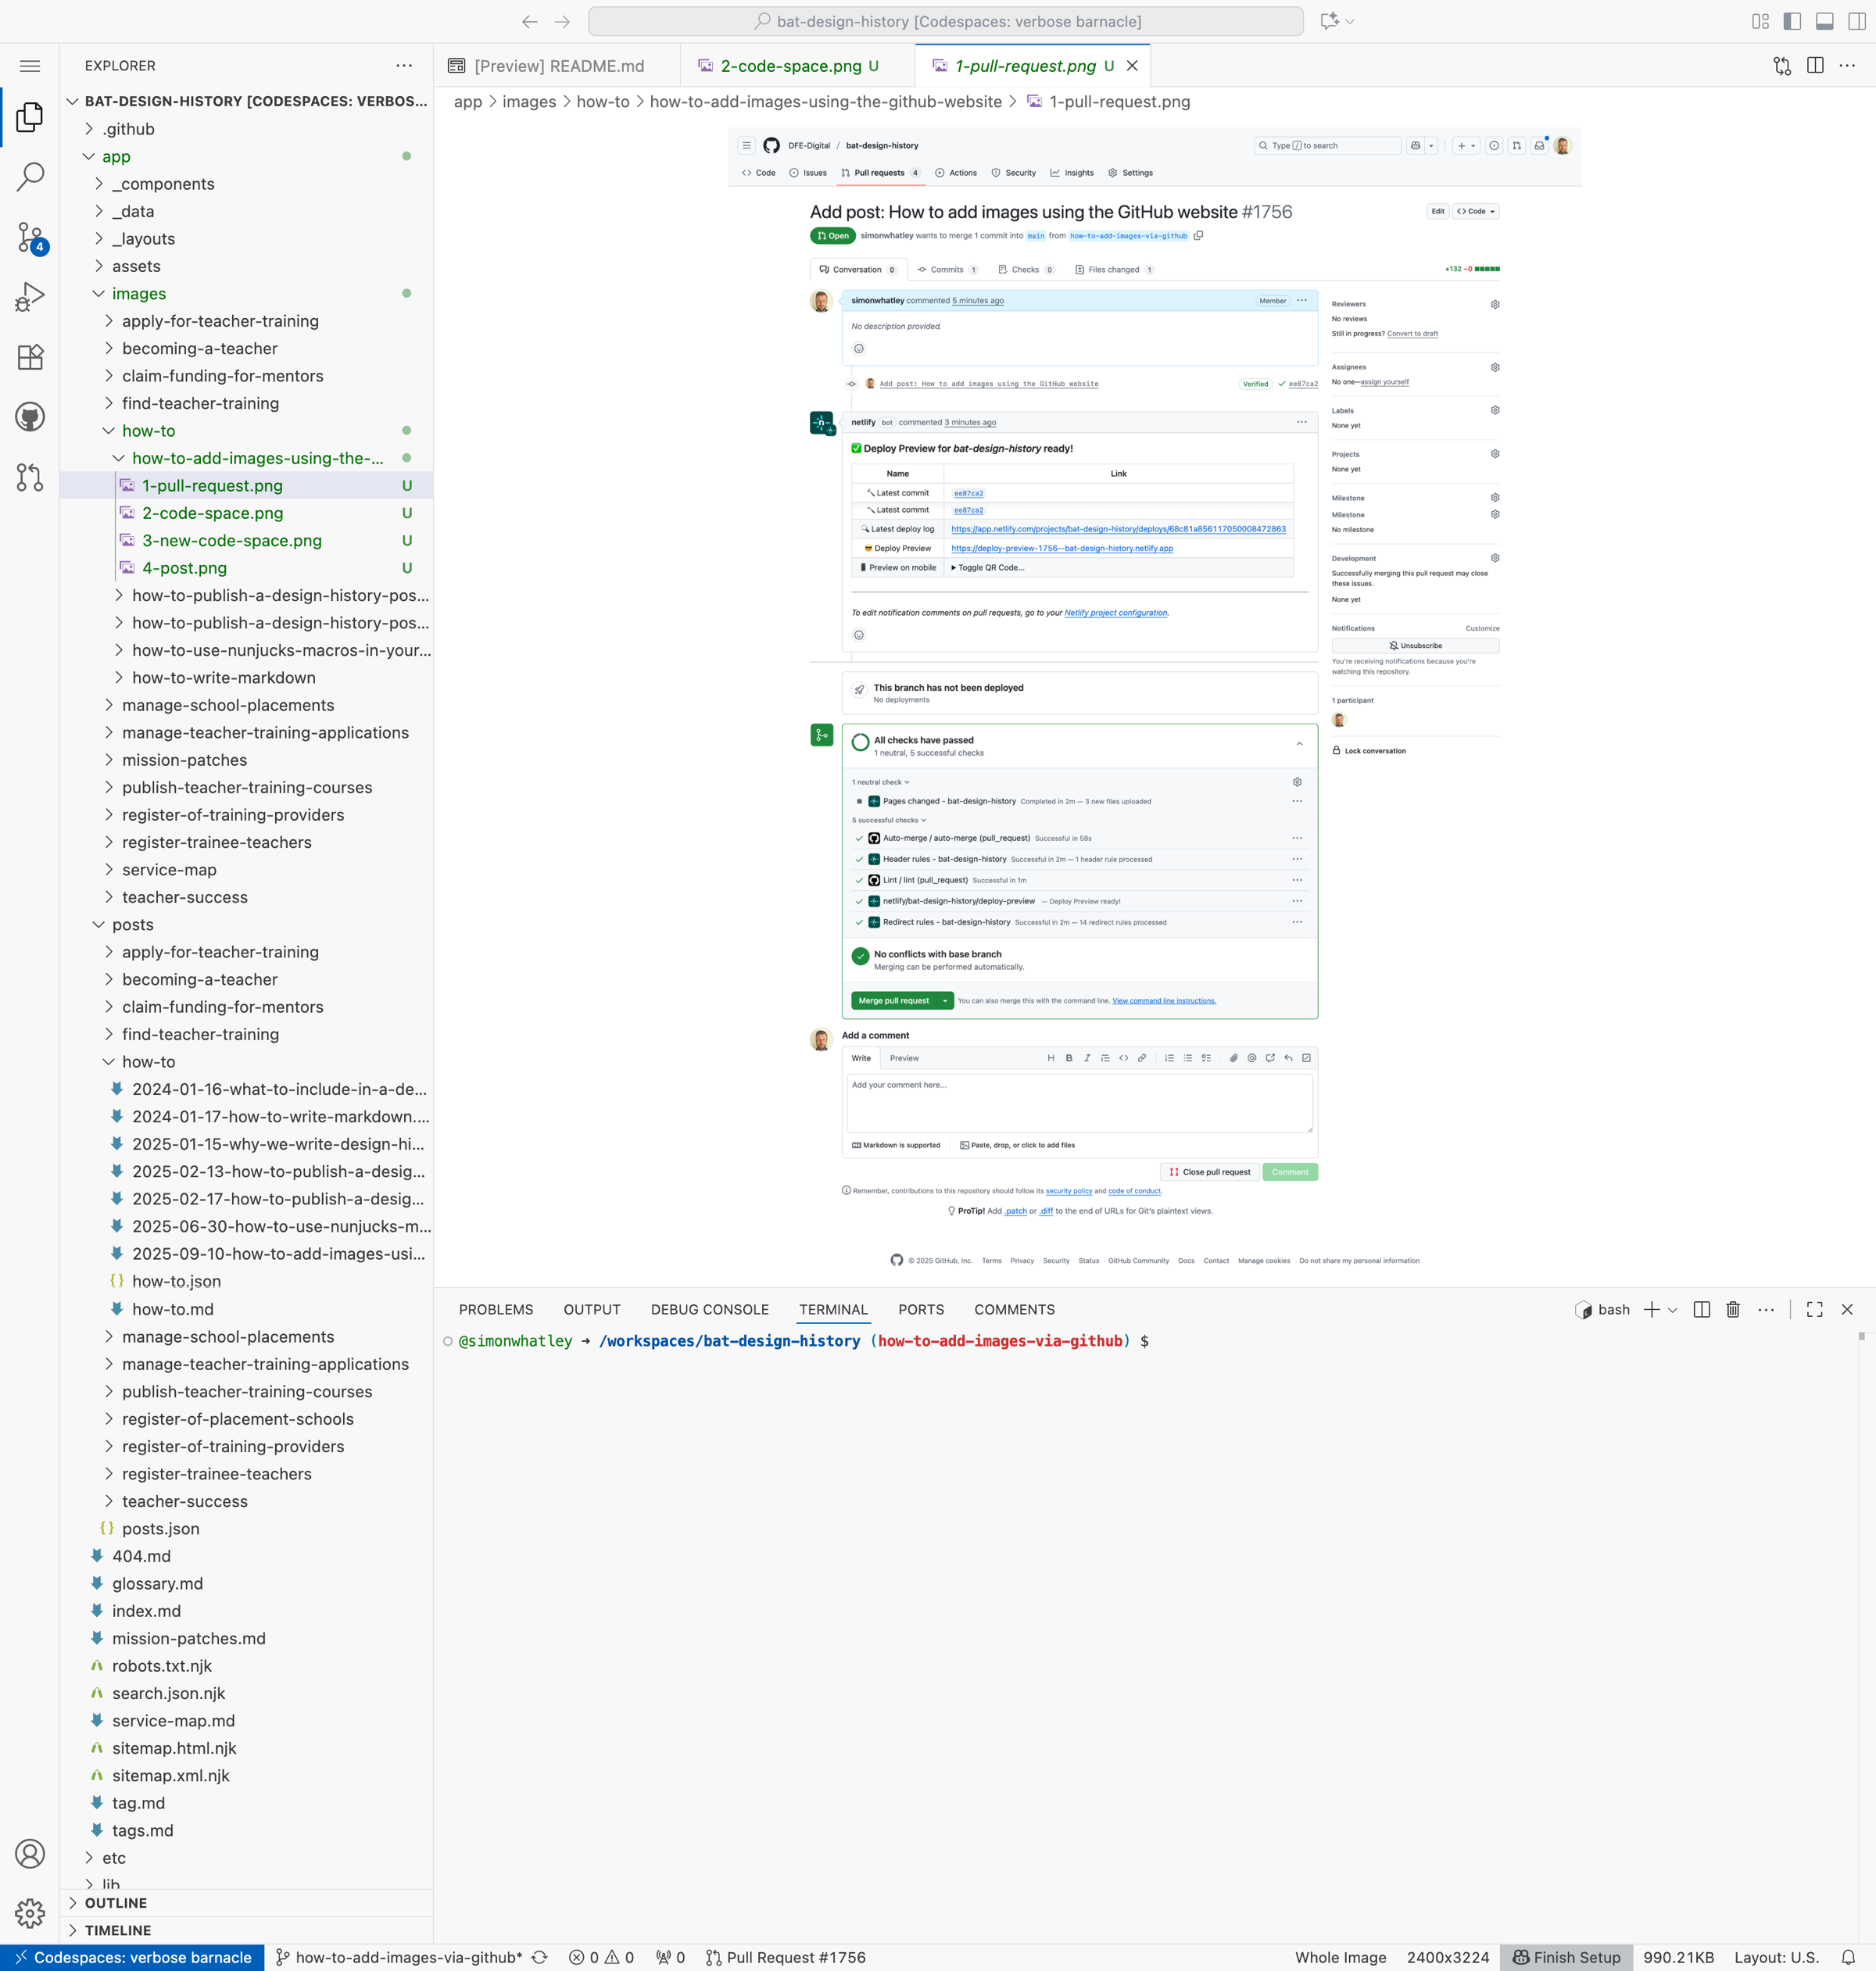 bat-design-history [Codespaces: verbose barnacle]
EXPLORER
BAT-DESIGN-HISTORY [CODESPACES: VERBOS...
.github
app
_components
_data
_layouts
assets
images
apply-for-teacher-training
becoming-a-teacher
claim-funding-for-mentors
find-teacher-training
how-to
how-to-add-images-using-the-...
1-pull-request.png U
2-code-space.png U
3-new-code-space.png U
4-post.png U
how-to-publish-a-design-history-pos...
how-to-publish-a-design-history-pos...
how-to-use-nunjucks-macros-in-your...
how-to-write-markdown
manage-school-placements
manage-teacher-training-applications
mission-patches
publish-teacher-training-courses
register-of-training-providers
register-trainee-teachers
service-map
teacher-success
posts
apply-for-teacher-training
becoming-a-teacher
claim-funding-for-mentors
find-teacher-training
how-to
2024-01-16-what-to-include-in-a-de...
2024-01-17-how-to-write-markdown....
2025-01-15-why-we-write-design-hi...
2025-02-13-how-to-publish-a-desig...
2025-02-17-how-to-publish-a-desig...
2025-06-30-how-to-use-nunjucks-m...
2025-09-10-how-to-add-images-usi...
how-to.json
how-to.md
manage-school-placements
manage-teacher-training-applications
publish-teacher-training-courses
register-of-placement-schools
register-of-training-providers
register-trainee-teachers
teacher-success
posts.json
404.md
glossary.md
index.md
mission-patches.md
robots.txt.njk
search.json.njk
service-map.md
sitemap.html.njk
sitemap.xml.njk
tag.md
tags.md
etc
lib
OUTLINE
TIMELINE
4
[Preview] README.md 2-code-space.png U 1-pull-request.png U
app > images > how-to > how-to-add-images-using-the-github-website > 1-pull-request.png
DFE-Digital / bat-design-history Type / to search
Code Issues Pull requests 4 Actions Security Insights Settings
Add post: How to add images using the GitHub website #1756 Edit <> Code
Open simonwhatley wants to merge 1 commit into main from how-to-add-images-via-github
Conversation 0 Commits 1 Checks 0 Files changed 1 +132 −0
simonwhatley commented 5 minutes ago Member
No description provided.
Add post: How to add images using the GitHub website Verified ee87ca2
netlify bot commented 3 minutes ago
Deploy Preview for bat-design-history ready!
Name Link
Latest commit ee87ca2
Latest commit ee87ca2
Latest deploy log https://app.netlify.com/projects/bat-design-history/deploys/68c81a856117050008472863
Deploy Preview https://deploy-preview-1756--bat-design-history.netlify.app
Preview on mobile Toggle QR Code...
To edit notification comments on pull requests, go to your Netlify project configuration.
This branch has not been deployed
No deployments
All checks have passed
1 neutral, 5 successful checks
1 neutral check
Pages changed - bat-design-history Completed in 2m — 3 new files uploaded
5 successful checks
Auto-merge / auto-merge (pull_request) Successful in 59s
Header rules - bat-design-history Successful in 2m — 1 header rule processed
Lint / lint (pull_request) Successful in 1m
netlify/bat-design-history/deploy-preview — Deploy Preview ready!
Redirect rules - bat-design-history Successful in 2m — 14 redirect rules processed
No conflicts with base branch
Merging can be performed automatically.
Merge pull request You can also merge this with the command line. View command line instructions.
Add a comment
Write Preview
Add your comment here...
Markdown is supported Paste, drop, or click to add files
Close pull request Comment
Remember, contributions to this repository should follow its security policy and code of conduct.
ProTip! Add .patch or .diff to the end of URLs for Git's plaintext views.
Reviewers
No reviews
Still in progress? Convert to draft
Assignees
No one—assign yourself
Labels
None yet
Projects
None yet
Milestone
Milestone
No milestone
Development
Successfully merging this pull request may close
these issues.
None yet
Notifications Customize
Unsubscribe
You're receiving notifications because you're
watching this repository.
1 participant
Lock conversation
© 2025 GitHub, Inc. Terms Privacy Security Status GitHub Community Docs Contact Manage cookies Do not share my personal information
PROBLEMS OUTPUT DEBUG CONSOLE TERMINAL PORTS COMMENTS bash
@simonwhatley → /workspaces/bat-design-history (how-to-add-images-via-github) $
Codespaces: verbose barnacle how-to-add-images-via-github* 0 0 0 Pull Request #1756 Whole Image 2400x3224 Finish Setup 990.21KB Layout: U.S.